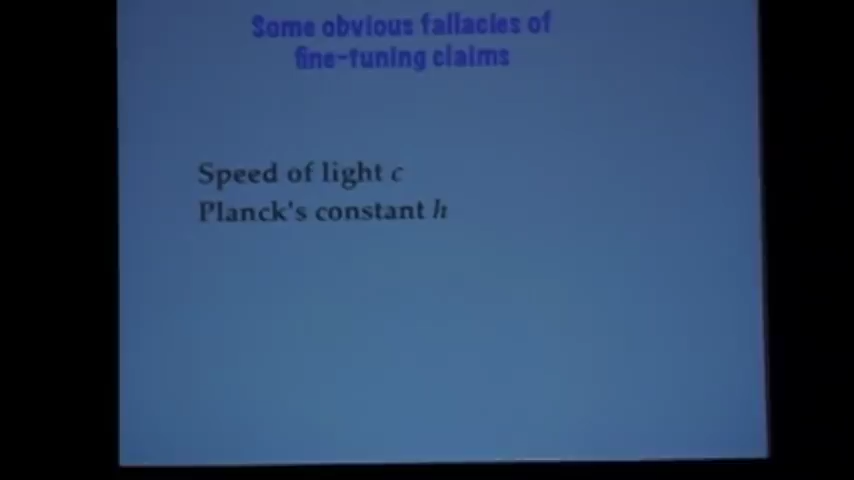 Some obvious fallacies of
fine-tuning claims
Speed of light c
Planck's constant h